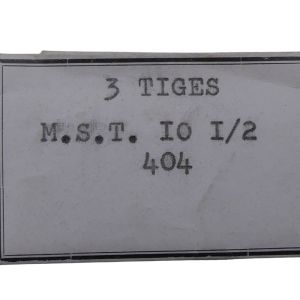 3 TIGES
M.S.T. IO I/2
404